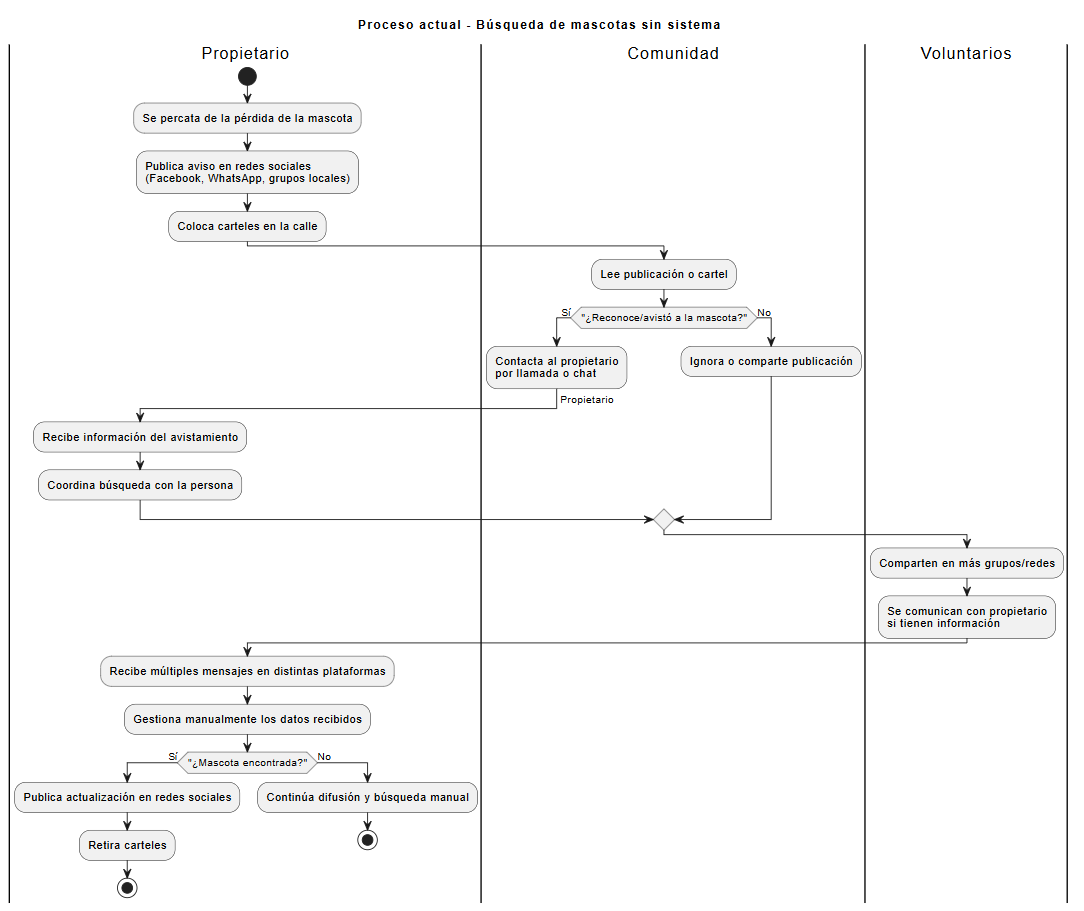 Proceso actual - Búsqueda de mascotas sin sistema
Propietario
Comunidad
Voluntarios
Se percata de la pérdida de la mascota
Publica aviso en redes sociales
(Facebook, WhatsApp, grupos locales)
Coloca carteles en la calle
Lee publicación o cartel
Sí
"¿Reconoce/avistó a la mascota?"
No
Contacta al propietario
por llamada o chat
Ignora o comparte publicación
Propietario
Recibe información del avistamiento
Coordina búsqueda con la persona
Comparten en más grupos/redes
Se comunican con propietario
si tienen información
Recibe múltiples mensajes en distintas plataformas
Gestiona manualmente los datos recibidos
Sí
"¿Mascota encontrada?"
No
Publica actualización en redes sociales
Continúa difusión y búsqueda manual
Retira carteles